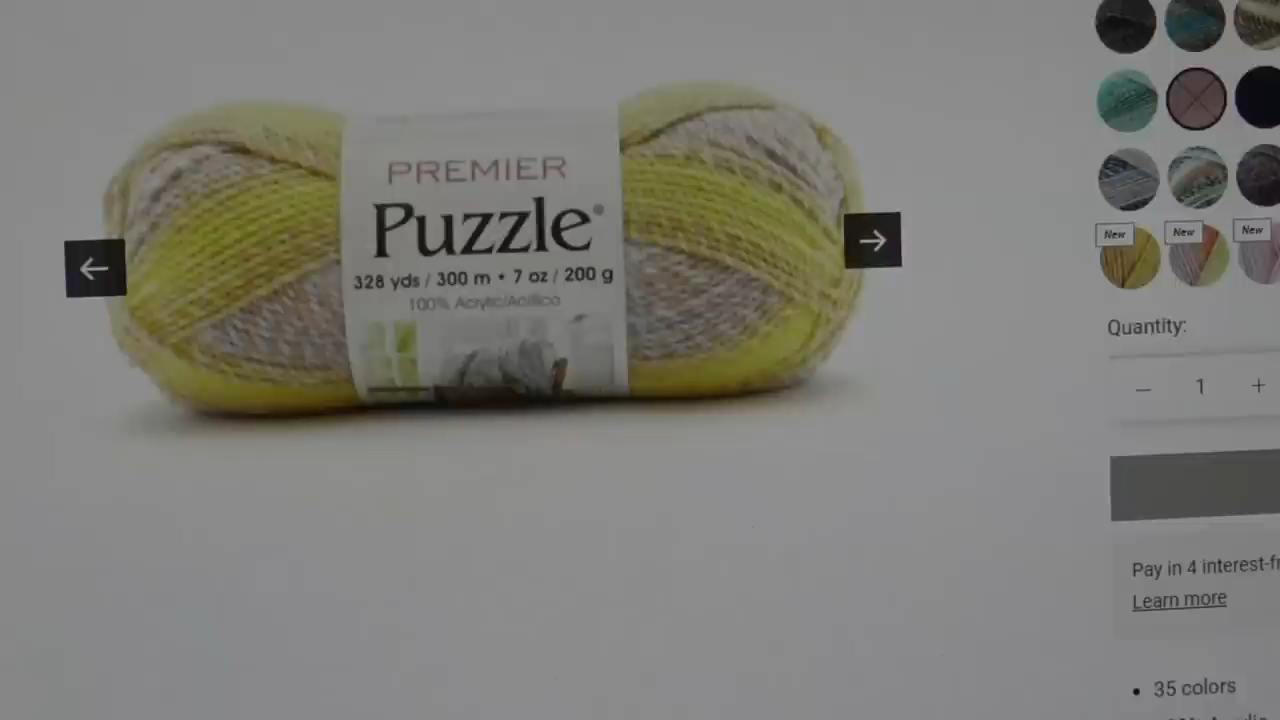 PREMIER
Puzzle®
328 yds / 300 m • 7 oz / 200 g
100% Acrylic/Acrílico
New
New
New
Quantity:
− 1 +
Pay in 4 interest-fr
Learn more
• 35 colors